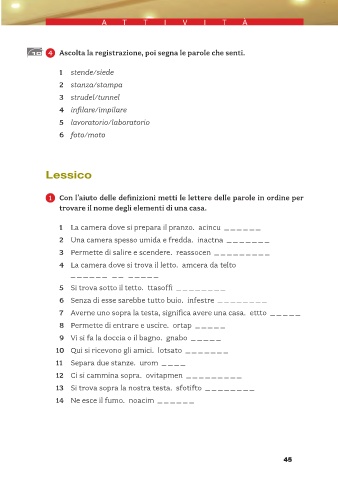 ATTIVITÀ
4 Ascolta la registrazione, poi segna le parole che senti.
1 stende/siede
2 stanza/stampa
3 strudel/tunnel
4 infilare/impilare
5 lavoratorio/laboratorio
6 foto/moto
Lessico
1 Con l'aiuto delle definizioni metti le lettere delle parole in ordine per
trovare il nome degli elementi di una casa.
1 La camera dove si prepara il pranzo. acincu ______
2 Una camera spesso umida e fredda. inactna _______
3 Permette di salire e scendere. reassocen _________
4 La camera dove si trova il letto. amcera da telto
______ __ _____
5 Si trova sotto il tetto. ttasoffi ________
6 Senza di esse sarebbe tutto buio. infestre ________
7 Averne uno sopra la testa, significa avere una casa. ettto _____
8 Permette di entrare e uscire. ortap _____
9 Vi si fa la doccia o il bagno. gnabo _____
10 Qui si ricevono gli amici. lotsato _______
11 Separa due stanze. urom ____
12 Ci si cammina sopra. ovitapmen _________
13 Si trova sopra la nostra testa. sfotifto ________
14 Ne esce il fumo. noacim ______
45